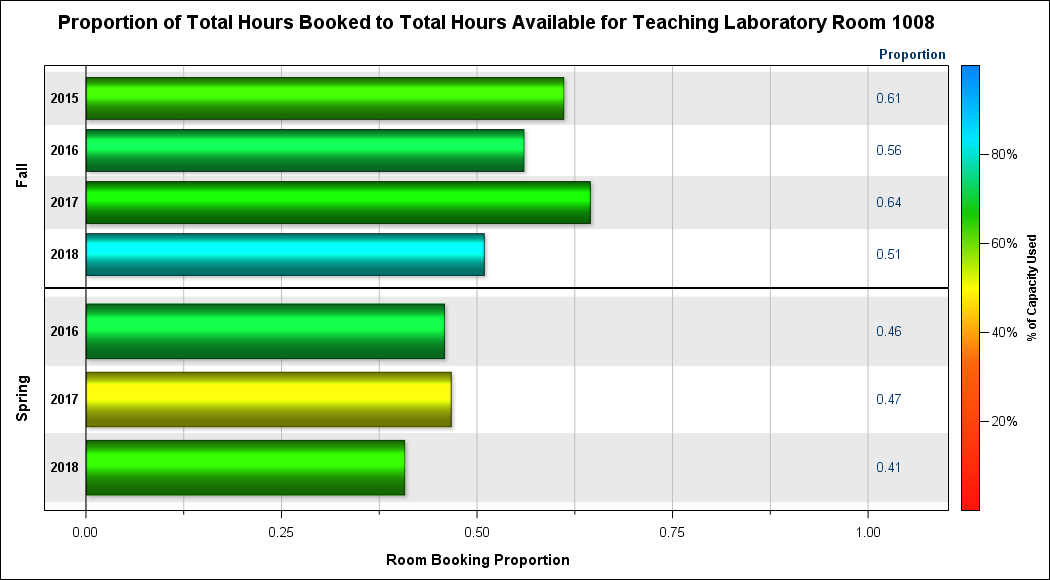 Proportion of Total Hours Booked to Total Hours Available for Teaching Laboratory Room 1008
Proportion
Fall
2015 0.61
2016 0.56
2017 0.64
2018 0.51
Spring
2016 0.46
2017 0.47
2018 0.41
0.00 0.25 0.50 0.75 1.00
Room Booking Proportion
80%
60%
40%
20%
% of Capacity Used